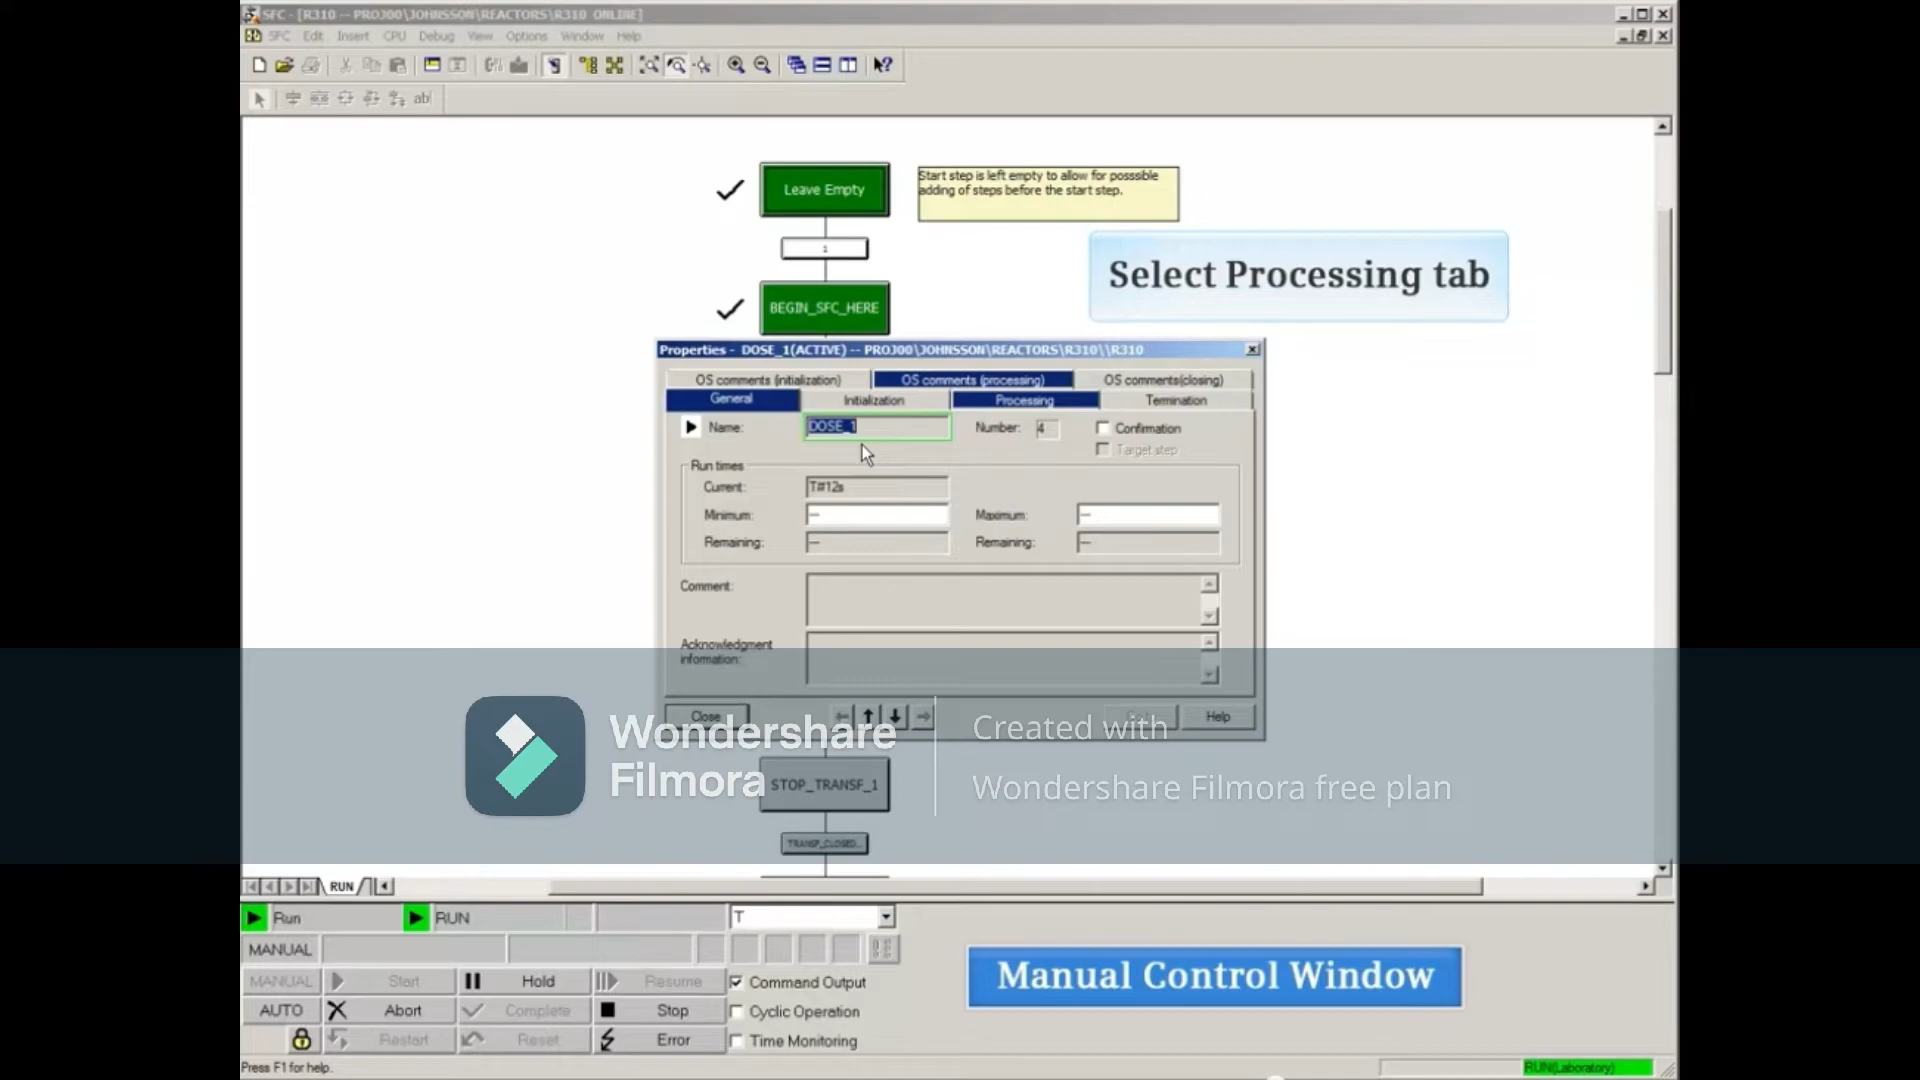 SFC - [R310 -- PROJ00\JOHNSSON\REACTORS\R310 ONLINE]
SFC Edit Insert CPU Debug View Options Window Help
Leave Empty
Start step is left empty to allow for posssible
adding of steps before the start step.
1
Select Processing tab
BEGIN_SFC_HERE
Properties - DOSE_1(ACTIVE) -- PROJ00\JOHNSSON\REACTORS\R310\\R310
OS comments (initialization) OS comments (processing) OS comments(closing)
General Initialization Processing Termination
Name: DOSE_1 Number: 4 Confirmation
Target step
Run times
Current: T#12s
Minimum: --- Maximum: ---
Remaining: --- Remaining: ---
Comment:
Acknowledgment
information:
Close Help
Wondershare
Filmora
Created with
Wondershare Filmora free plan
STOP_TRANSF_1
TRANSF_CLOSED...
RUN
Run RUN T
MANUAL
MANUAL Start Hold Resume Command Output
AUTO Abort Complete Stop Cyclic Operation
Restart Reset Error Time Monitoring
Manual Control Window
Press F1 for help.
RUN(Laboratory)